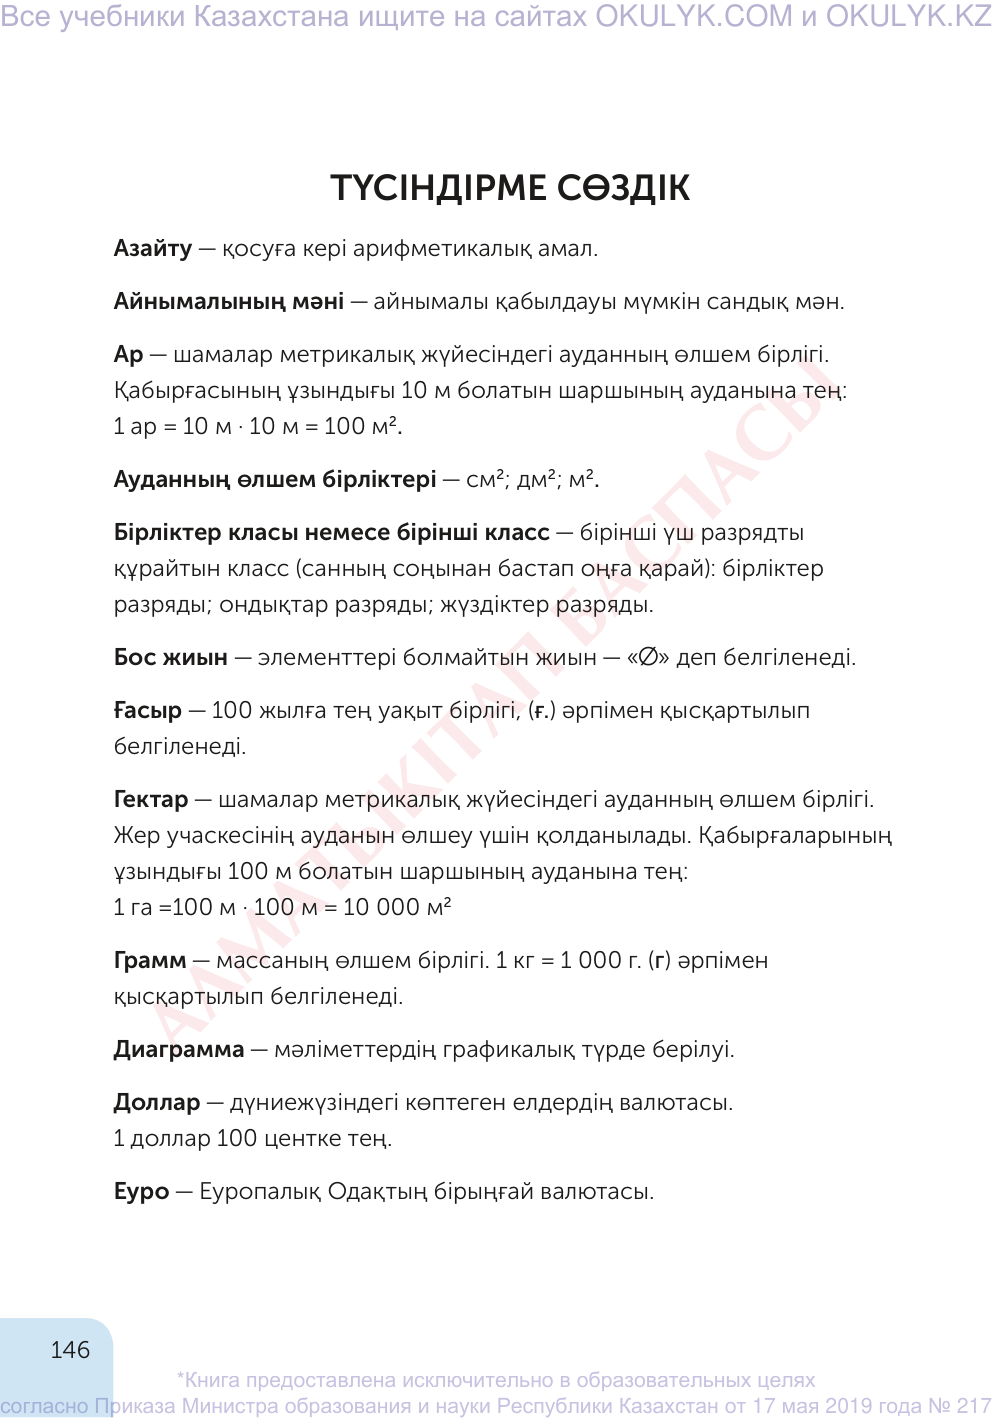 Все учебники Казахстана ищите на сайтах OKULYK.COM и OKULYK.KZ
ТҮСІНДІРМЕ СӨЗДІК
Азайту — қосуға кері арифметикалық амал.
Айнымалының мәні — айнымалы қабылдауы мүмкін сандық мән.
Ар — шамалар метрикалық жүйесіндегі ауданның өлшем бірлігі.
Қабырғасының ұзындығы 10 м болатын шаршының ауданына тең:
1 ар = 10 м · 10 м = 100 м².
Ауданның өлшем бірліктері — см²; дм²; м².
Бірліктер класы немесе бірінші класс — бірінші үш разрядты
құрайтын класс (санның соңынан бастап оңға қарай): бірліктер
разряды; ондықтар разряды; жүздіктер разряды.
Бос жиын — элементтері болмайтын жиын — «∅» деп белгіленеді.
Ғасыр — 100 жылға тең уақыт бірлігі, (ғ.) әрпімен қысқартылып
белгіленеді.
Гектар — шамалар метрикалық жүйесіндегі ауданның өлшем бірлігі.
Жер учаскесінің ауданын өлшеу үшін қолданылады. Қабырғаларының
ұзындығы 100 м болатын шаршының ауданына тең:
1 га =100 м · 100 м = 10 000 м²
Грамм — массаның өлшем бірлігі. 1 кг = 1 000 г. (г) әрпімен
қысқартылып белгіленеді.
Диаграмма — мәліметтердің графикалық түрде берілуі.
Доллар — дүниежүзіндегі көптеген елдердің валютасы.
1 доллар 100 центке тең.
Еуро — Еуропалық Одақтың бірыңғай валютасы.
АЛМАТЫКІТАП БАСПАСЫ
146
*Книга предоставлена исключительно в образовательных целях
согласно Приказа Министра образования и науки Республики Казахстан от 17 мая 2019 года № 217